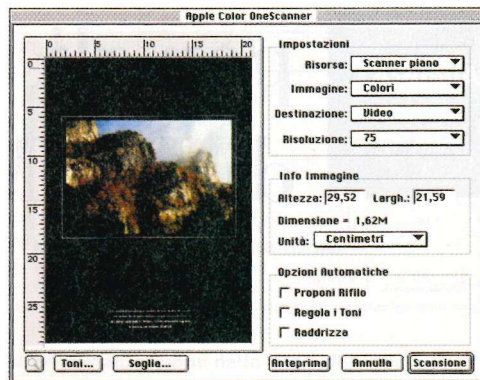 Apple Color OneScanner
0 5 10 15 20
0
5
10
15
20
25
Impostazioni
Risorsa: Scanner piano
Immagine: Colori
Destinazione: Video
Risoluzione: 75
Info Immagine
Altezza: 29,52 Largh.: 21,59
Dimensione = 1,62M
Unità: Centimetri
Opzioni Automatiche
Proponi Rifilo
Regola i Toni
Raddrizza
Toni... Soglia... Anteprima Annulla Scansione